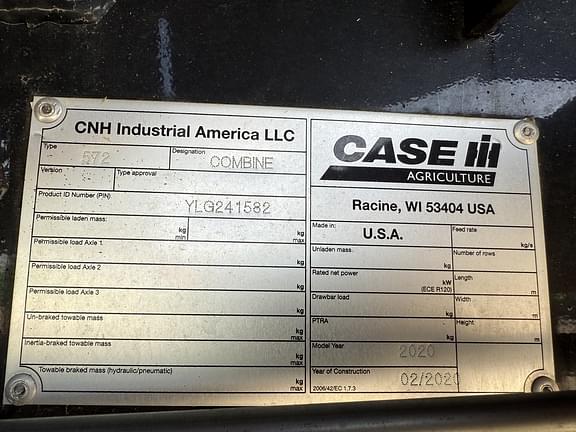 CNH Industrial America LLC
Type 572 Designation COMBINE
Version Type approval
Product ID Number (PIN) YLG241582
Permissible laden mass: kg min kg max
Permissible load Axle 1 kg
Permissible load Axle 2 kg
Permissible load Axle 3 kg
Un-braked towable mass kg max
Inertia-braked towable mass kg max
Towable braked mass (hydraulic/pneumatic) kg max
CASE IH
AGRICULTURE
Racine, WI 53404 USA
Made in: U.S.A. Feed rate kg/s
Unladen mass: kg Number of rows
Rated net power kW (ECE R120) Length m
Drawbar load kg Width m
PTRA kg Height m
Model Year 2020
Year of Construction 02/2020
2006/42/EC 1.7.3